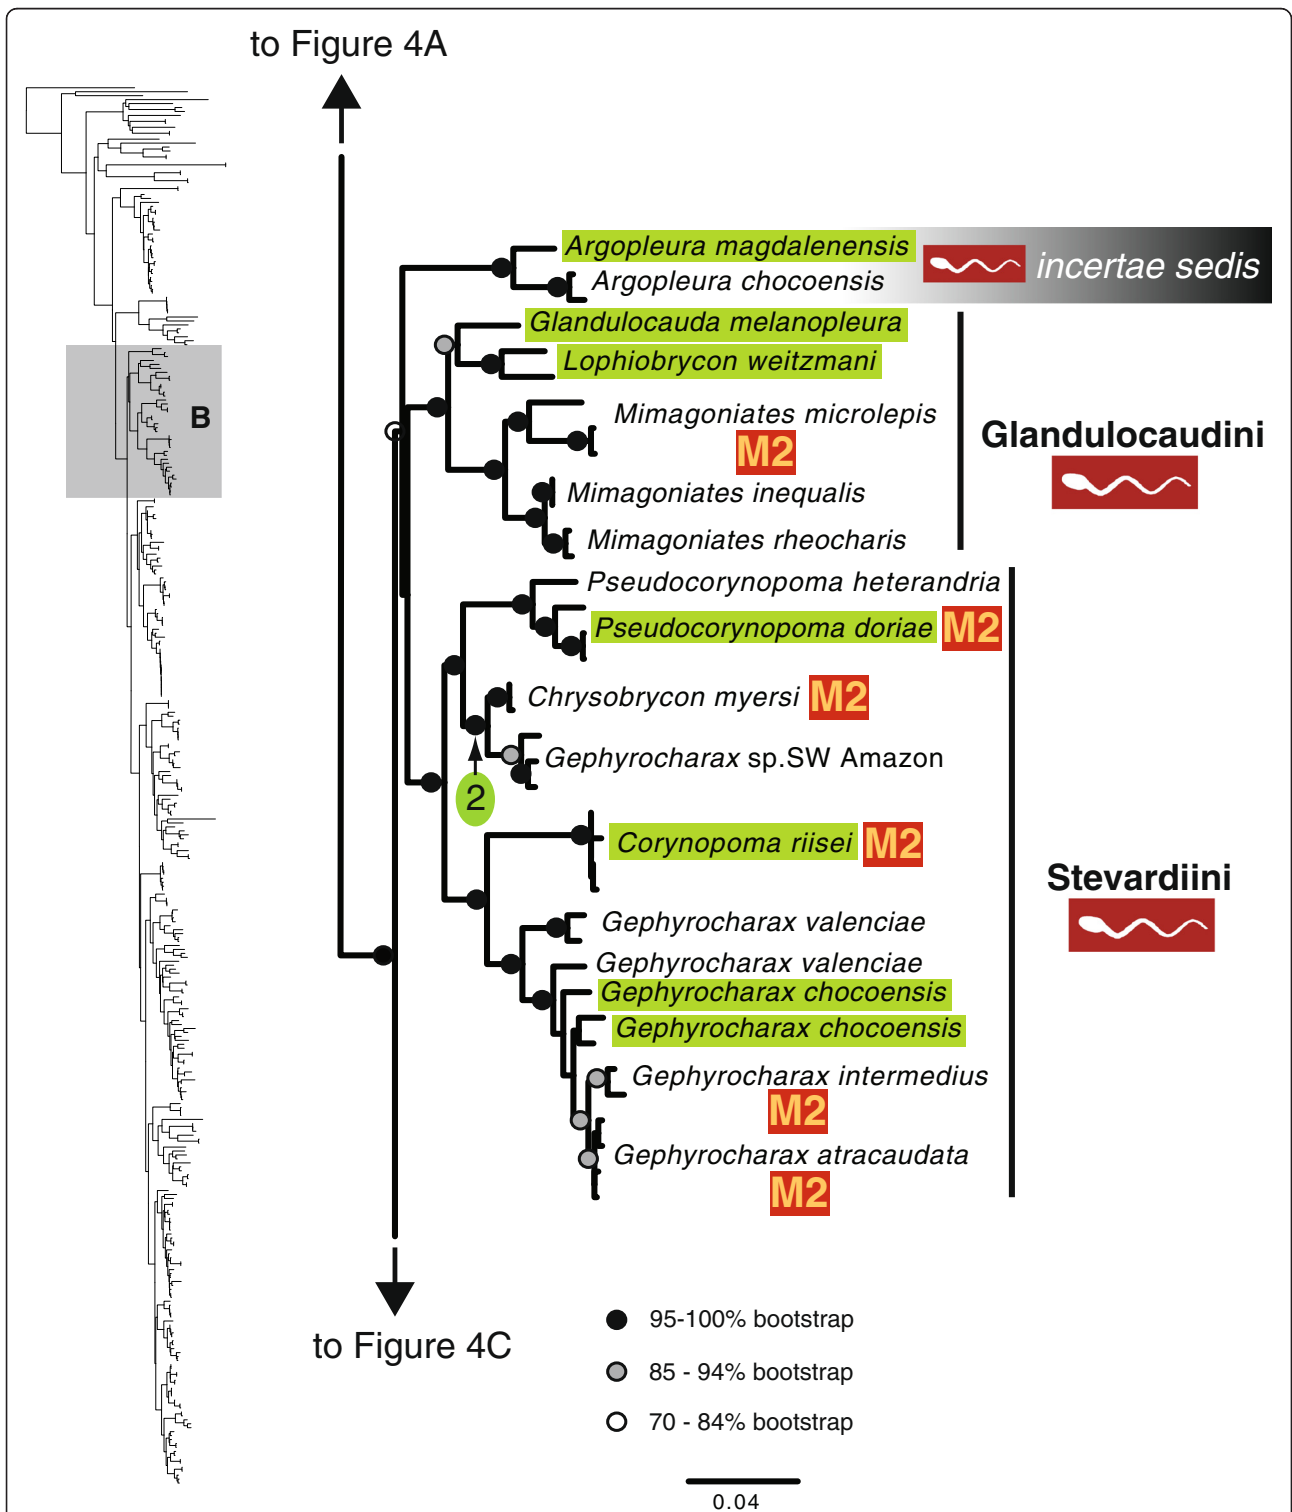 to Figure 4A
B
Argopleura magdalenensis
incertae sedis
Argopleura chocoensis
Glandulocauda melanopleura
Lophiobrycon weitzmani
Mimagoniates microlepis
M2
Glandulocaudini
Mimagoniates inequalis
Mimagoniates rheocharis
Pseudocorynopoma heterandria
Pseudocorynopoma doriae M2
Chrysobrycon myersi M2
Gephyrocharax sp.SW Amazon
2
Corynopoma riisei M2
Stevardiini
Gephyrocharax valenciae
Gephyrocharax valenciae
Gephyrocharax chocoensis
Gephyrocharax chocoensis
Gephyrocharax intermedius
M2
Gephyrocharax atracaudata
M2
to Figure 4C
95-100% bootstrap
85 - 94% bootstrap
70 - 84% bootstrap
0.04